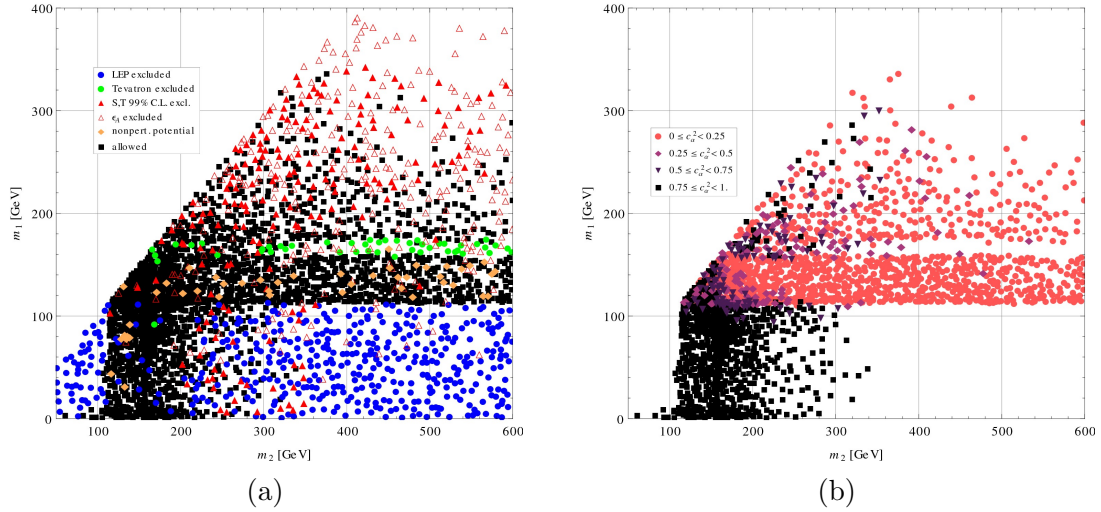 400
300
200
100
0
m₁ [GeV]
LEP excluded
Tevatron excluded
S,T 99% C.L. excl.
ϵ_A excluded
nonpert. potential
allowed
100 200 300 400 500 600
m₂ [GeV]
(a)
400
300
200
100
0
m₁ [GeV]
0 ≤ c_α² < 0.25
0.25 ≤ c_α² < 0.5
0.5 ≤ c_α² < 0.75
0.75 ≤ c_α² < 1.
100 200 300 400 500 600
m₂ [GeV]
(b)